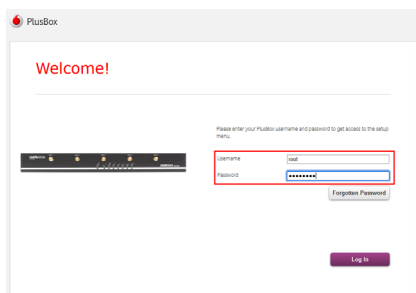 PlusBox
Welcome!
Please enter your PlusBox username and password to get access to the setup
menu.
Username
root
Password
Forgotten Password
Log In